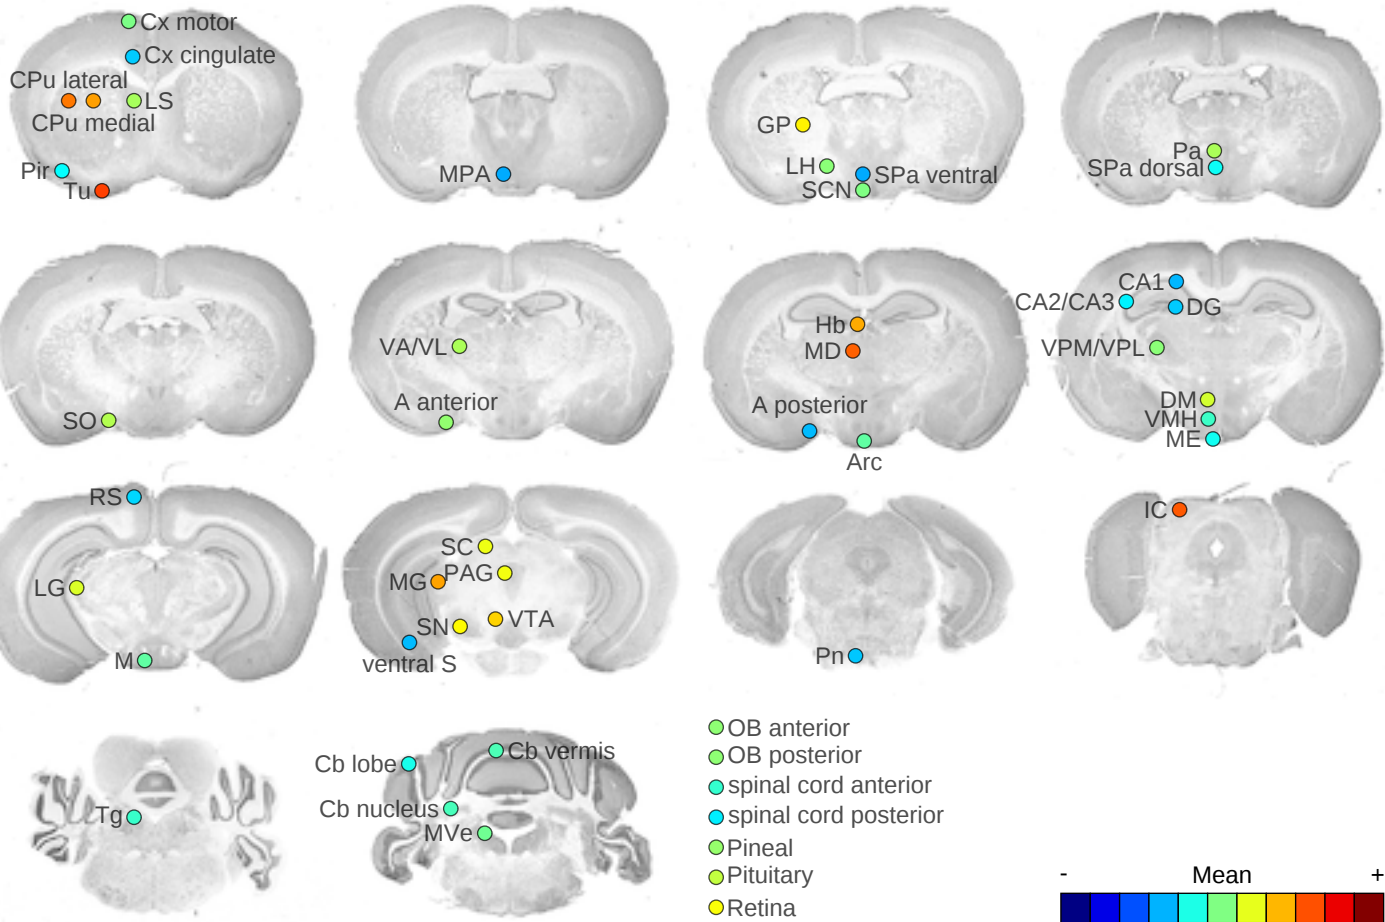 Cx motor
Cx cingulate
CPu lateral
LS
CPu medial
Pir
Tu
MPA
GP
LH
SPa ventral
SCN
Pa
SPa dorsal
SO
VA/VL
A anterior
Hb
MD
A posterior
Arc
CA1
CA2/CA3
DG
VPM/VPL
DM
VMH
ME
RS
LG
M
SC
MG
PAG
SN
VTA
ventral S
Pn
IC
Tg
Cb lobe
Cb vermis
Cb nucleus
MVe
OB anterior
OB posterior
spinal cord anterior
spinal cord posterior
Pineal
Pituitary
Retina
- Mean +